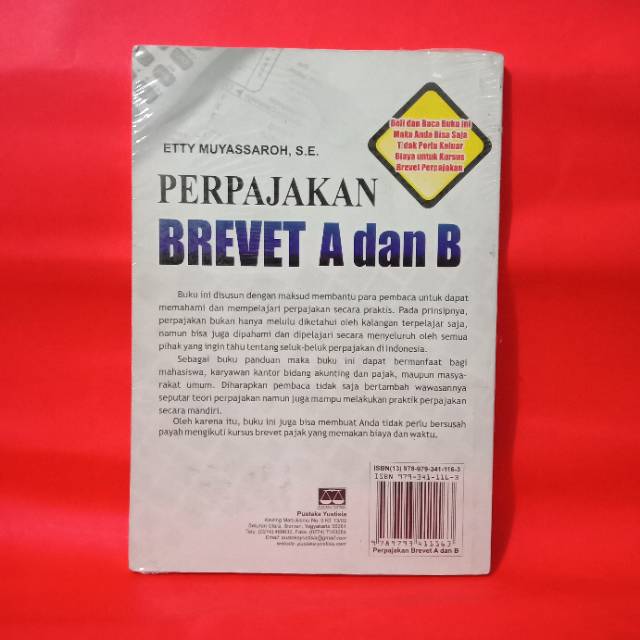 Beli dan Baca Buku ini
Maka Anda Bisa Saja
Tidak Perlu Keluar
Biaya untuk Kursus
Brevet Perpajakan
ETTY MUYASSAROH, S.E.
PERPAJAKAN
BREVET A dan B
Buku ini disusun dengan maksud membantu para pembaca untuk dapat
memahami dan mempelajari perpajakan secara praktis. Pada prinsipnya,
perpajakan bukan hanya melulu diketahui oleh kalangan terpelajar saja,
namun bisa juga dipahami dan dipelajari secara menyeluruh oleh semua
pihak yang ingin tahu tentang seluk-beluk perpajakan di Indonesia.
Sebagai buku panduan maka buku ini dapat bermanfaat bagi
mahasiswa, karyawan kantor bidang akunting dan pajak, maupun masya-
rakat umum. Diharapkan pembaca tidak saja bertambah wawasannya
seputar teori perpajakan namun juga mampu melakukan praktik perpajakan
secara mandiri.
Oleh karena itu, buku ini juga bisa membuat Anda tidak perlu bersusah
payah mengikuti kursus brevet pajak yang memakan biaya dan waktu.
ISBN(13) 978-979-341-116-3
ISBN 979-341-116-3
9 789793 411163
Perpajakan Brevet A dan B
Pustaka Yustisia